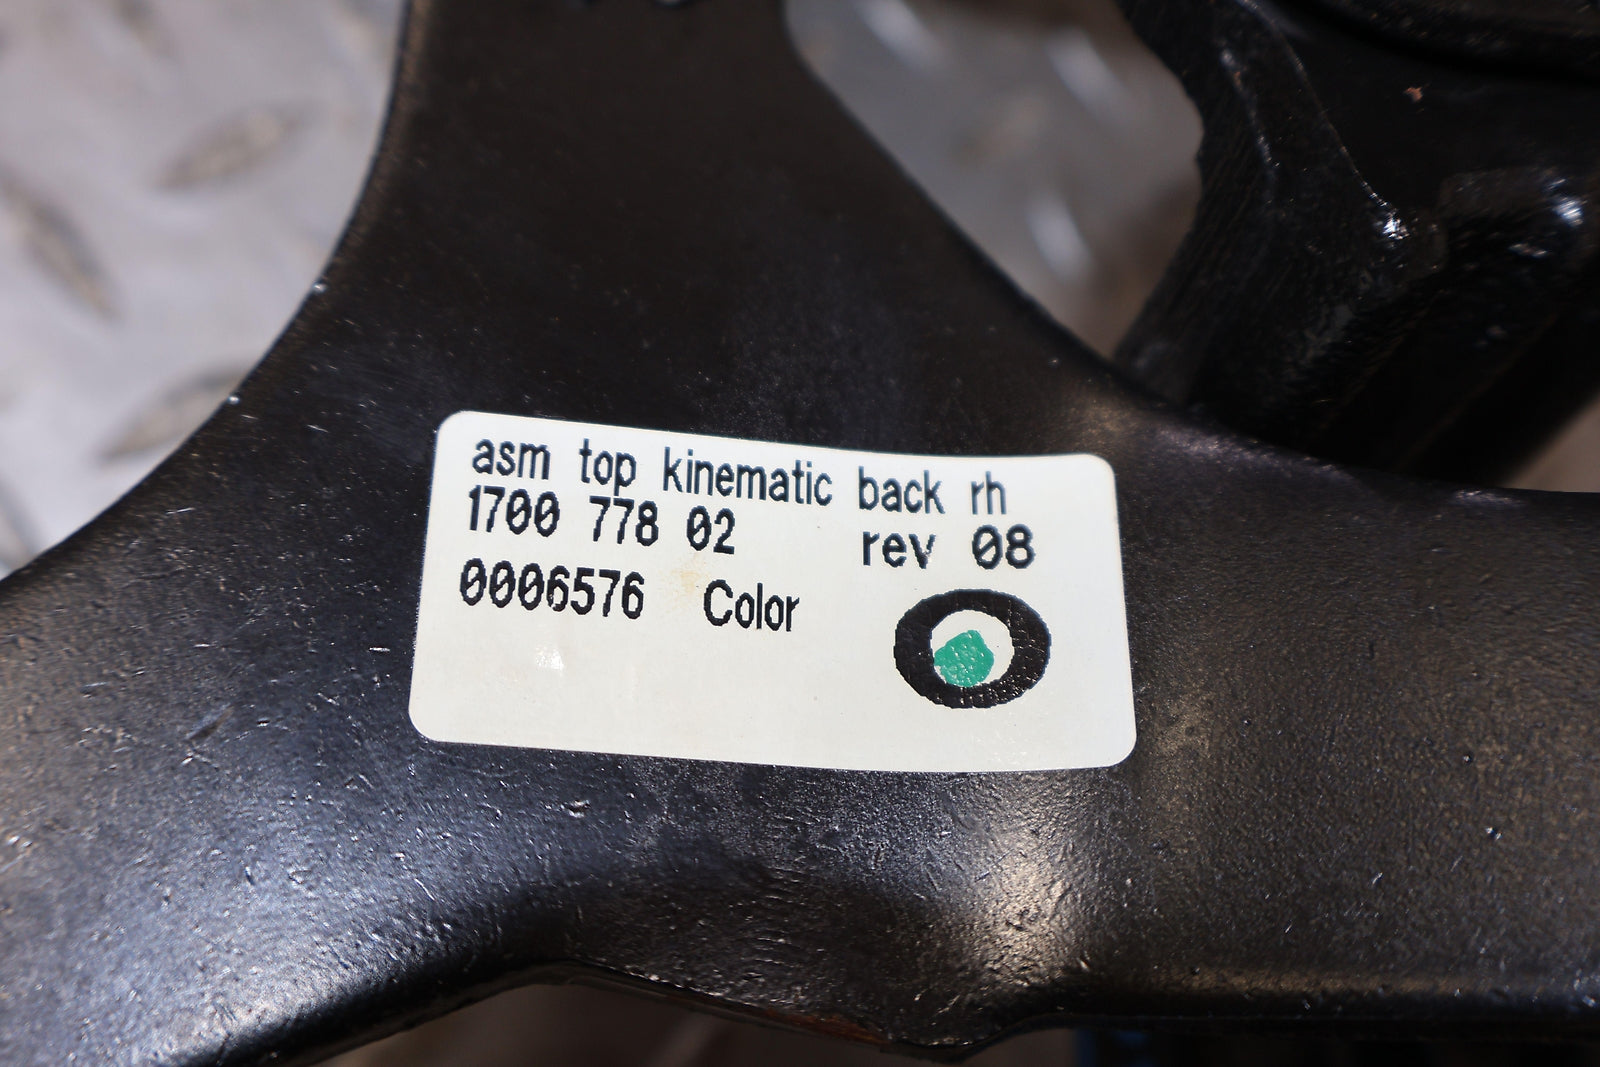 asm top kinematic back rh
1700 778 02 rev 08
0006576 Color